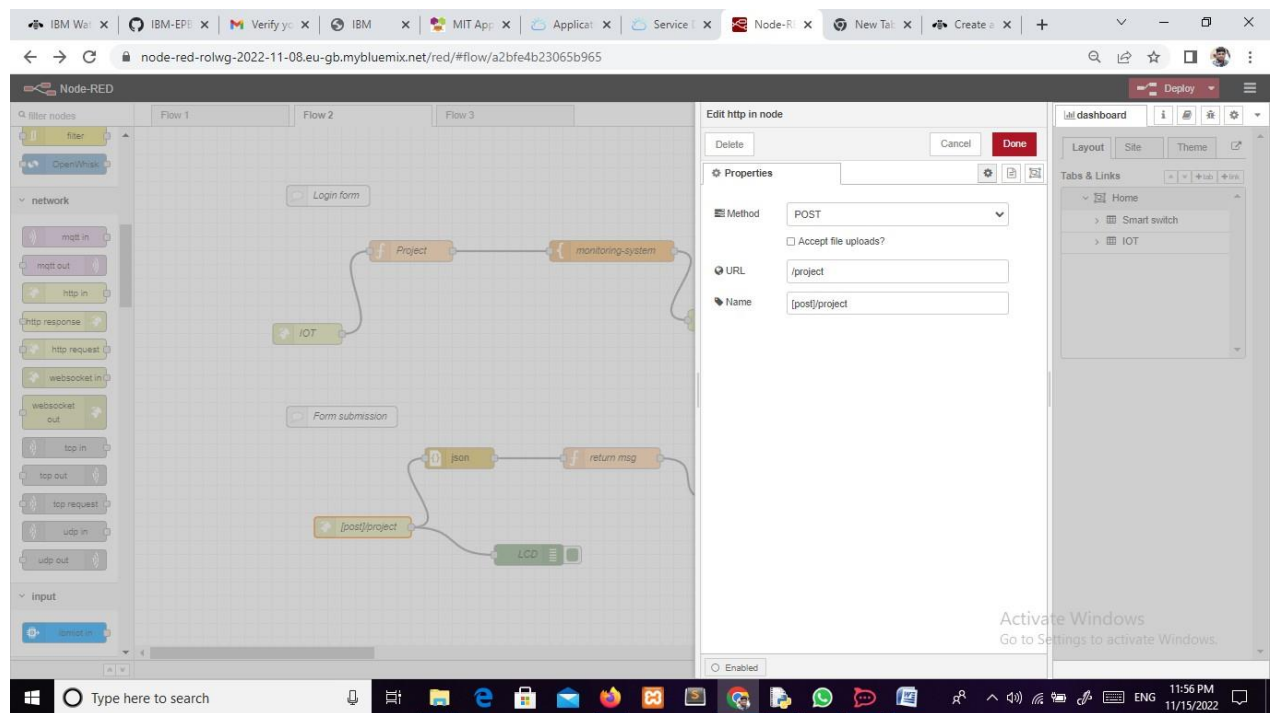 IBM Wat
IBM-EPB
Verify yo
IBM
MIT App
Applicat
Service D
Node-RE
New Tab
Create a
node-red-rolwg-2022-11-08.eu-gb.mybluemix.net/red/#flow/a2bfe4b23065b965
Node-RED
Deploy
filter nodes
Flow 1
Flow 2
Flow 3
Edit http in node
dashboard
filter
OpenWhisk
Delete
Cancel
Done
Layout
Site
Theme
Properties
Tabs & Links
+tab
+link
network
Login form
Home
Method
POST
Smart switch
mqtt in
Accept file uploads?
IOT
Project
monitoring-system
mqtt out
URL
/project
http in
Name
[post]/project
http response
IOT
http request
websocket in
websocket
out
Form submission
tcp in
json
return msg
tcp out
tcp request
[post]/project
udp in
LCD
udp out
input
Activate Windows
Go to Settings to activate Windows.
ibmiot in
Enabled
Type here to search
ENG
11:56 PM
11/15/2022